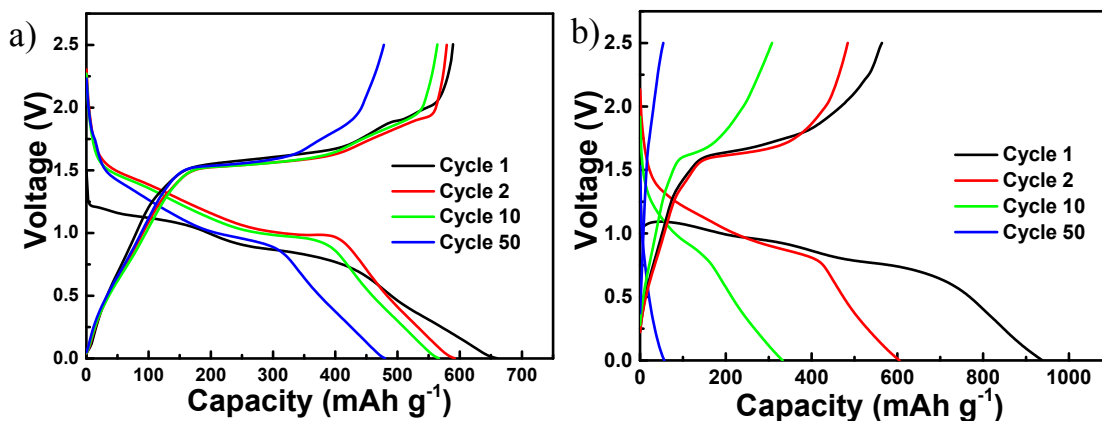 a)
Voltage (V)
2.5
2.0
1.5
1.0
0.5
0.0
Cycle 1
Cycle 2
Cycle 10
Cycle 50
0 100 200 300 400 500 600 700
Capacity (mAh g⁻¹)
b)
Voltage (V)
2.5
2.0
1.5
1.0
0.5
0.0
Cycle 1
Cycle 2
Cycle 10
Cycle 50
0 200 400 600 800 1000
Capacity (mAh g⁻¹)